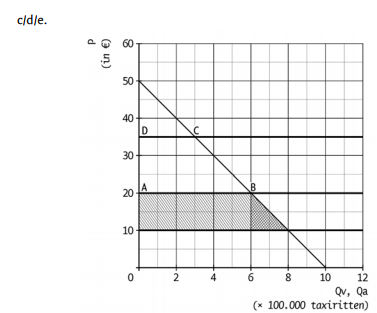 c/d/e.
P
(in €)
60
50
40
30
20
10
0
D
C
A
B
2 4 6 8 10 12
Qv, Qa
(× 100.000 taxiritten)